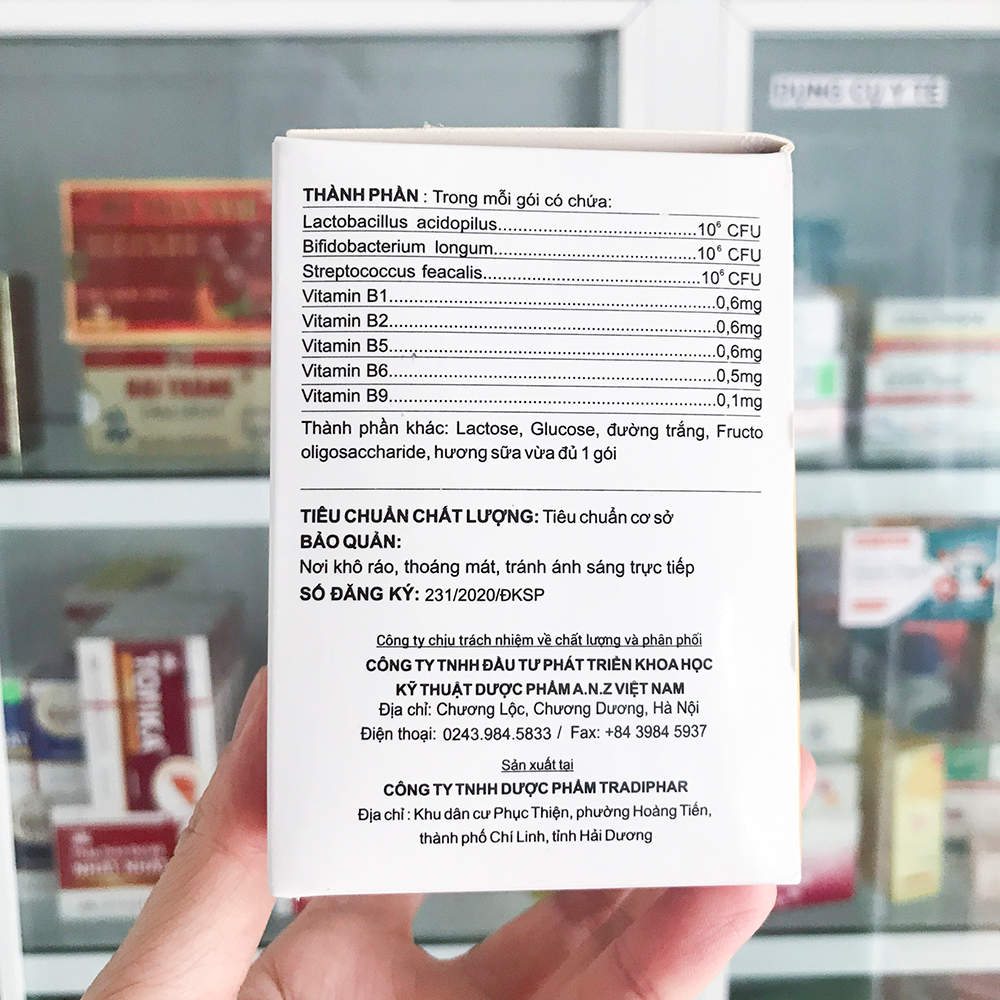 DỤNG CỤ Y TẾ
THÀNH PHẦN : Trong mỗi gói có chứa:
Lactobacillus acidopilus..........................................10⁶ CFU
Bifidobacterium longum..........................................10⁶ CFU
Streptococcus feacalis.............................................10⁶ CFU
Vitamin B1....................................................................0,6mg
Vitamin B2....................................................................0,6mg
Vitamin B5....................................................................0,6mg
Vitamin B6....................................................................0,5mg
Vitamin B9....................................................................0,1mg
Thành phần khác: Lactose, Glucose, đường trắng, Fructo
oligosaccharide, hương sữa vừa đủ 1 gói
TIÊU CHUẨN CHẤT LƯỢNG: Tiêu chuẩn cơ sở
BẢO QUẢN:
Nơi khô ráo, thoáng mát, tránh ánh sáng trực tiếp
SỐ ĐĂNG KÝ: 231/2020/ĐKSP
Công ty chịu trách nhiệm về chất lượng và phân phối
CÔNG TY TNHH ĐẦU TƯ PHÁT TRIỂN KHOA HỌC
KỸ THUẬT DƯỢC PHẨM A.N.Z VIỆT NAM
Địa chỉ: Chương Lộc, Chương Dương, Hà Nội
Điện thoại: 0243.984.5833 / Fax: +84 3984 5937
Sản xuất tại
CÔNG TY TNHH DƯỢC PHẨM TRADIPHAR
Địa chỉ : Khu dân cư Phục Thiện, phường Hoàng Tiến,
thành phố Chí Linh, tỉnh Hải Dương
TOPIKA